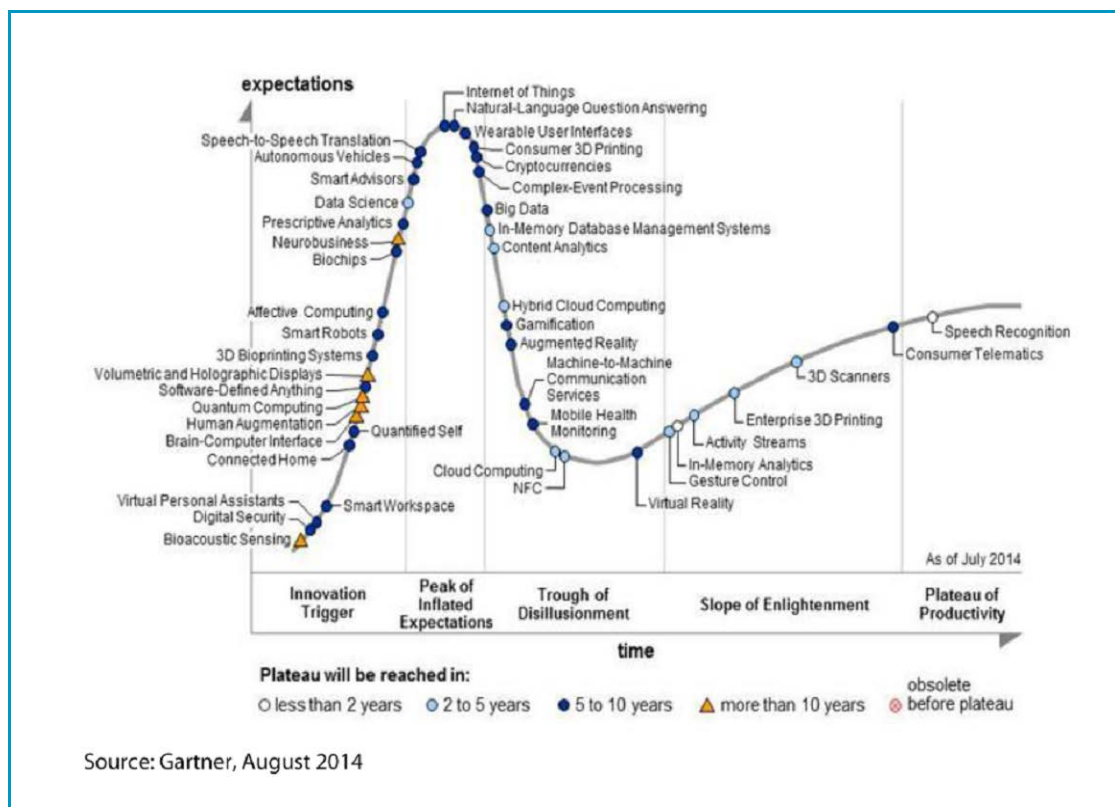 expectations
Internet of Things
Natural-Language Question Answering
Wearable User Interfaces
Speech-to-Speech Translation
Consumer 3D Printing
Autonomous Vehicles
Cryptocurrencies
Smart Advisors
Complex-Event Processing
Data Science
Big Data
Prescriptive Analytics
In-Memory Database Management Systems
Neurobusiness
Content Analytics
Biochips
Hybrid Cloud Computing
Affective Computing
Gamification
Speech Recognition
Smart Robots
Augmented Reality
Consumer Telematics
3D Bioprinting Systems
Machine-to-Machine
Communication
Services
Volumetric and Holographic Displays
3D Scanners
Software-Defined Anything
Quantum Computing
Mobile Health
Monitoring
Enterprise 3D Printing
Human Augmentation
Quantified Self
Brain-Computer Interface
Activity Streams
Connected Home
Cloud Computing
In-Memory Analytics
NFC
Gesture Control
Virtual Personal Assistants
Smart Workspace
Virtual Reality
Digital Security
Bioacoustic Sensing
As of July 2014
Innovation
Trigger
Peak of
Inflated
Expectations
Trough of
Disillusionment
Slope of Enlightenment
Plateau of
Productivity
time
Plateau will be reached in:
less than 2 years
2 to 5 years
5 to 10 years
more than 10 years
obsolete
before plateau
Source: Gartner, August 2014